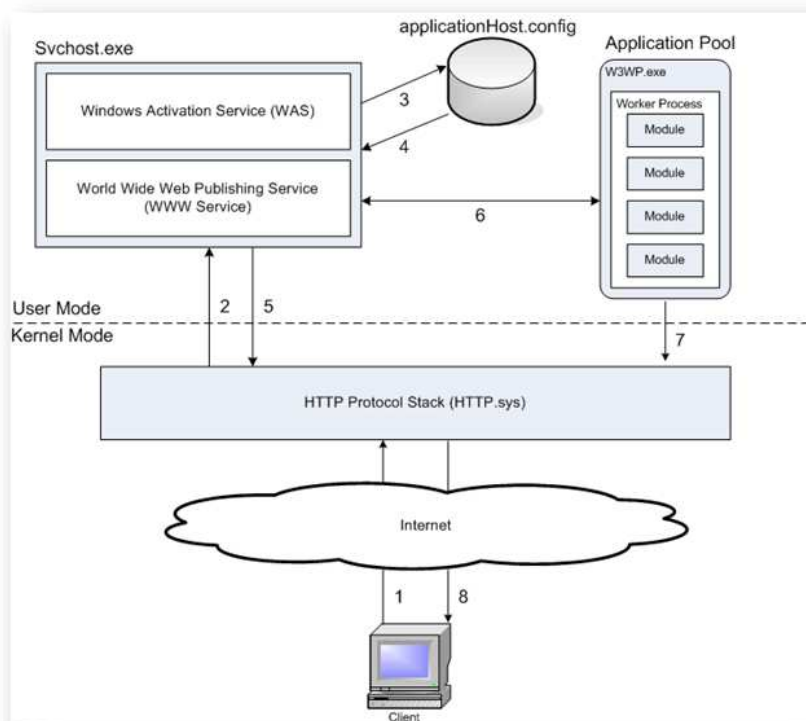 applicationHost.config
Svchost.exe
Application Pool
W3WP.exe
Windows Activation Service (WAS)
3
Worker Process
Module
4
Module
World Wide Web Publishing Service
(WWW Service)
6
Module
Module
User Mode
2
5
Kernel Mode
7
HTTP Protocol Stack (HTTP.sys)
Internet
1
8
Client